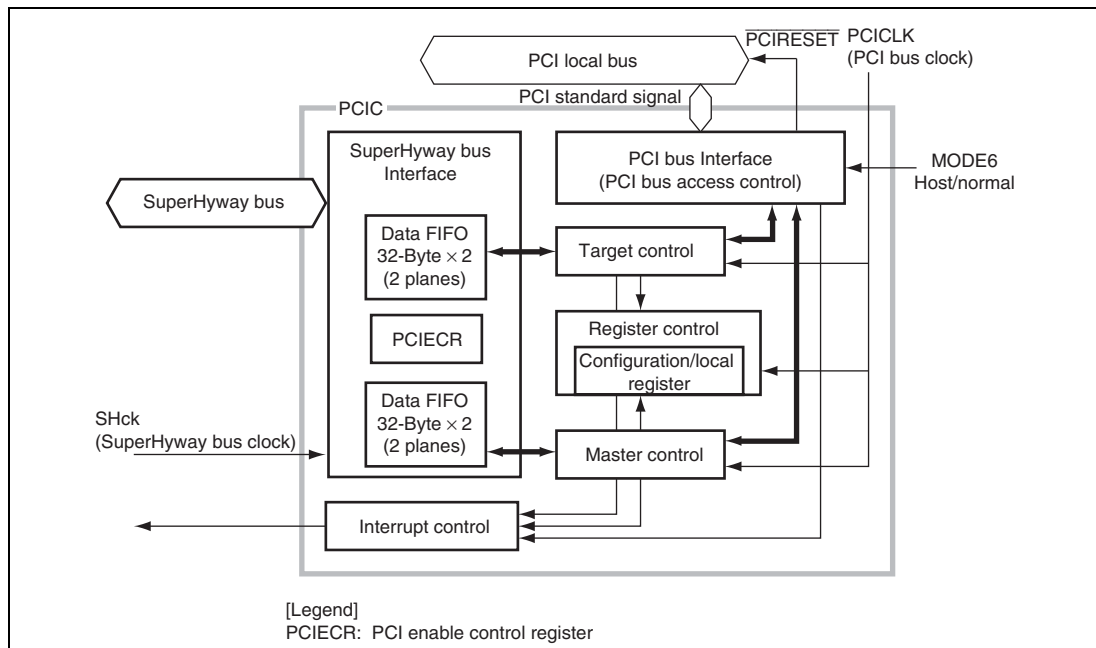 PCIRESET
PCICLK
(PCI bus clock)
PCI local bus
PCI standard signal
PCIC
SuperHyway bus
Interface
PCI bus Interface
(PCI bus access control)
MODE6
Host/normal
SuperHyway bus
Data FIFO
32-Byte × 2
(2 planes)
Target control
Register control
PCIECR
Configuration/local
register
Data FIFO
32-Byte × 2
(2 planes)
SHck
(SuperHyway bus clock)
Master control
Interrupt control
[Legend]
PCIECR: PCI enable control register